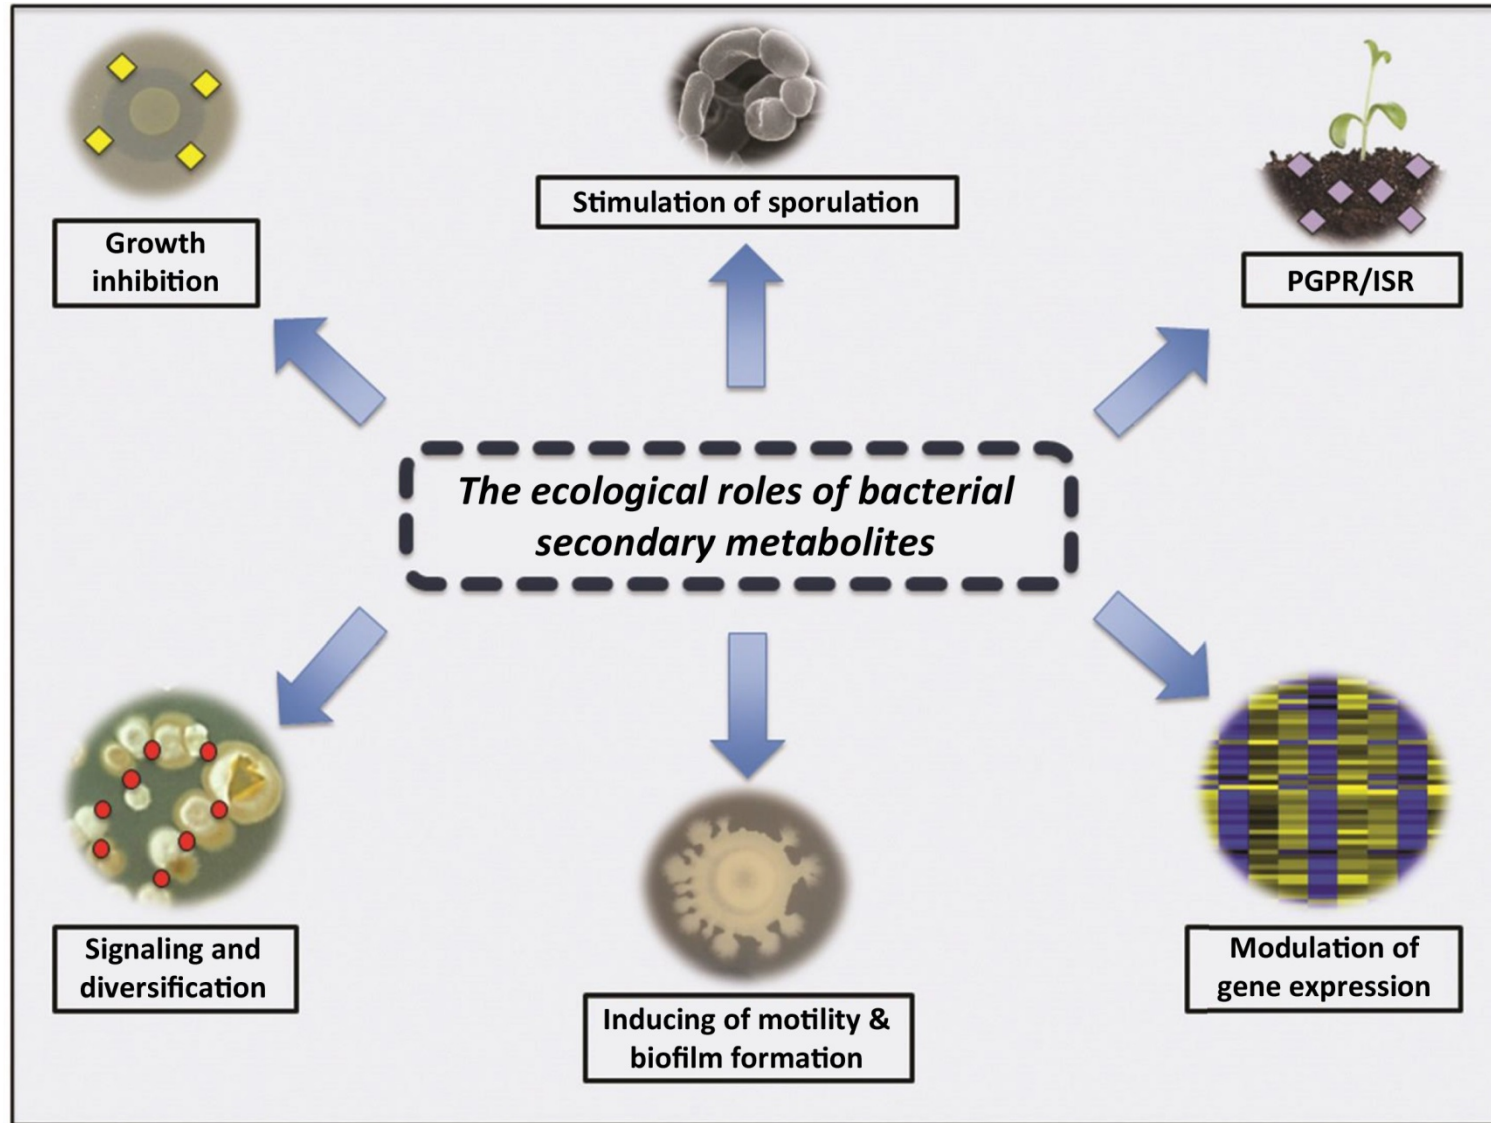 Growth
inhibition
Stimulation of sporulation
PGPR/ISR
The ecological roles of bacterial
secondary metabolites
Signaling and
diversification
Inducing of motility &
biofilm formation
Modulation of
gene expression